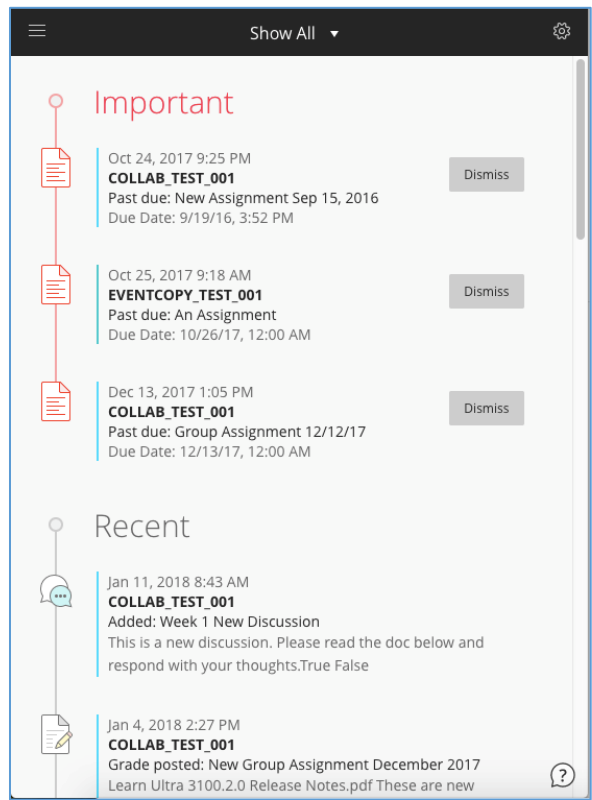 Show All
Important
Oct 24, 2017 9:25 PM
COLLAB_TEST_001
Past due: New Assignment Sep 15, 2016
Due Date: 9/19/16, 3:52 PM
Dismiss
Oct 25, 2017 9:18 AM
EVENTCOPY_TEST_001
Past due: An Assignment
Due Date: 10/26/17, 12:00 AM
Dismiss
Dec 13, 2017 1:05 PM
COLLAB_TEST_001
Past due: Group Assignment 12/12/17
Due Date: 12/13/17, 12:00 AM
Dismiss
Recent
Jan 11, 2018 8:43 AM
COLLAB_TEST_001
Added: Week 1 New Discussion
This is a new discussion. Please read the doc below and
respond with your thoughts.True False
Jan 4, 2018 2:27 PM
COLLAB_TEST_001
Grade posted: New Group Assignment December 2017
Learn Ultra 3100.2.0 Release Notes.pdf These are new
?